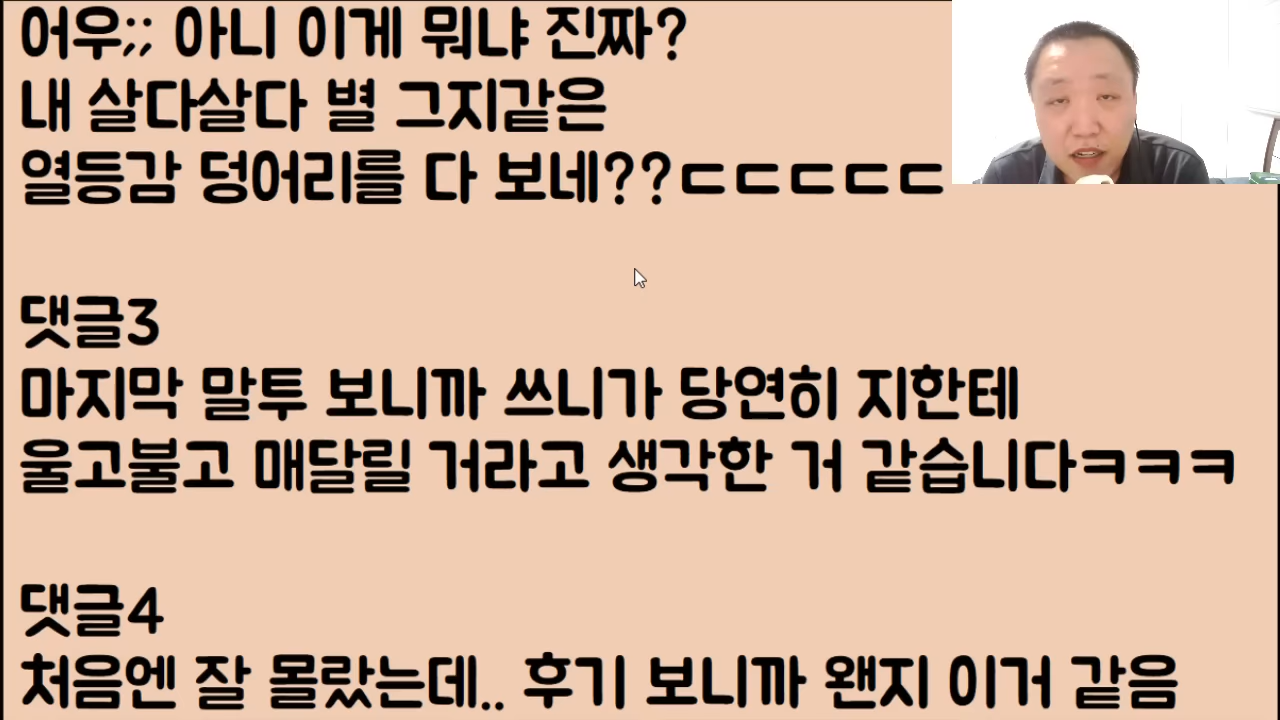 어우;; 아니 이게 뭐냐 진짜?
내 살다살다 별 그지같은
열등감 덩어리를 다 보네??ㄷㄷㄷㄷㄷ
댓글3
마지막 말투 보니까 쓰니가 당연히 지한테
울고불고 매달릴 거라고 생각한 거 같습니다ㅋㅋㅋ
댓글4
처음엔 잘 몰랐는데.. 후기 보니까 왠지 이거 같음